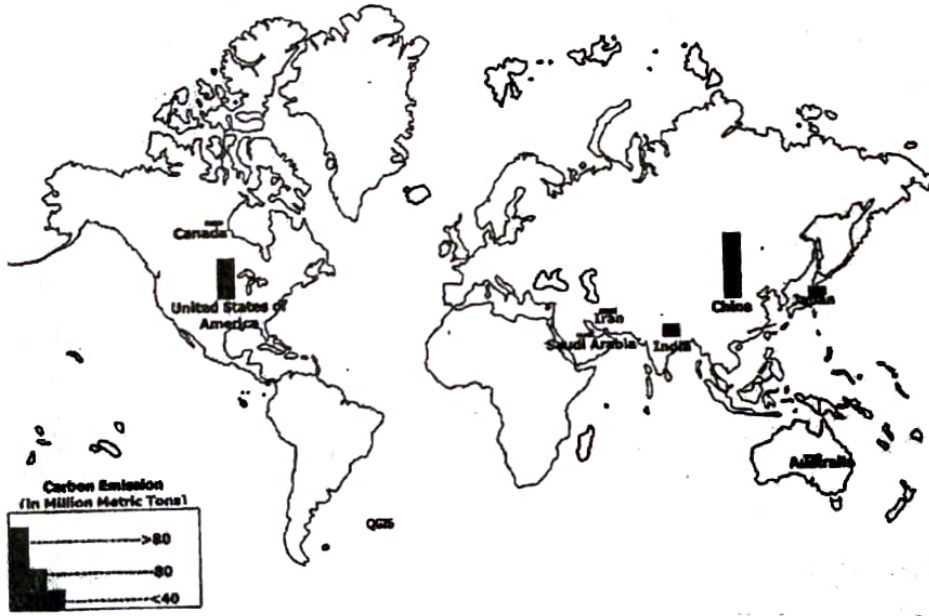 Canada
United States of
America
China
Japan
Iran
Saudi Arabia
India
Australia
Carbon Emission
(In Million Metric Tons)
>80
80
<40
QGIS